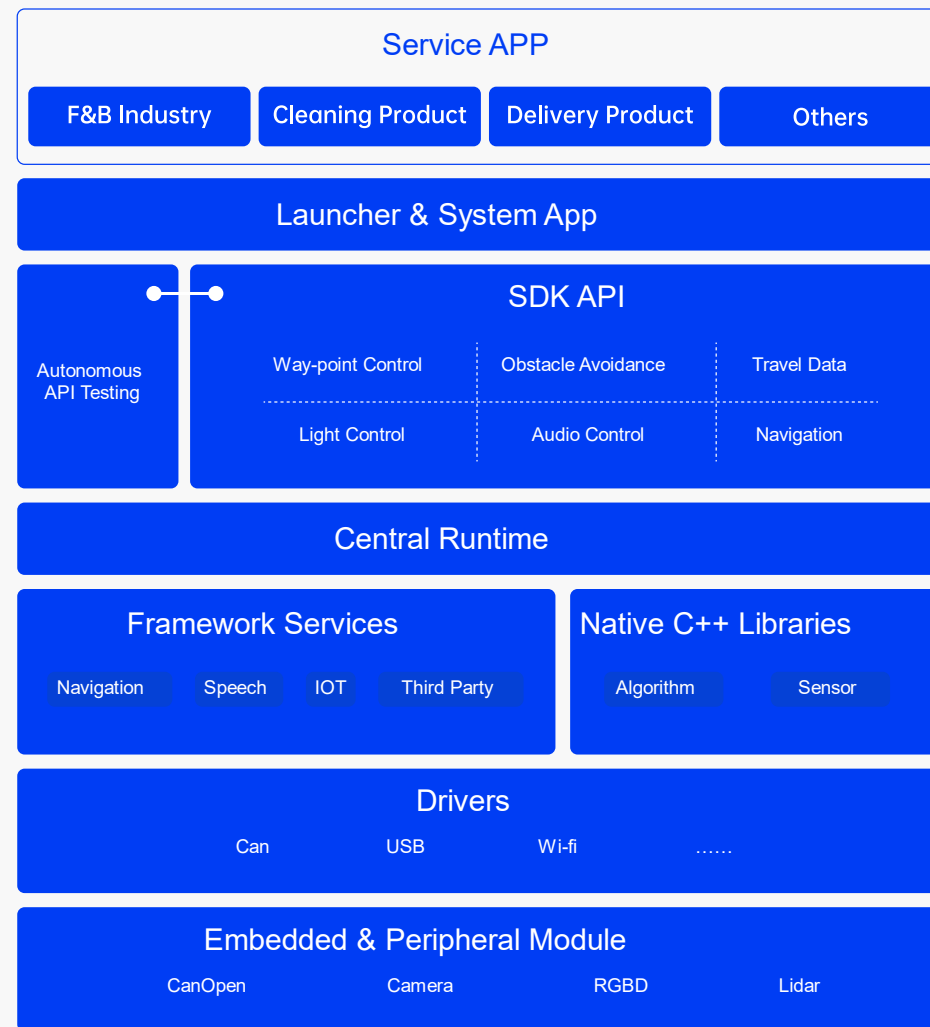 Service APP
F&B Industry Cleaning Product Delivery Product Others
Launcher & System App
SDK API
Autonomous
API Testing
Way-point Control Obstacle Avoidance Travel Data
Light Control Audio Control Navigation
Central Runtime
Framework Services
Navigation Speech IOT Third Party
Native C++ Libraries
Algorithm Sensor
Drivers
Can USB Wi-fi ......
Embedded & Peripheral Module
CanOpen Camera RGBD Lidar